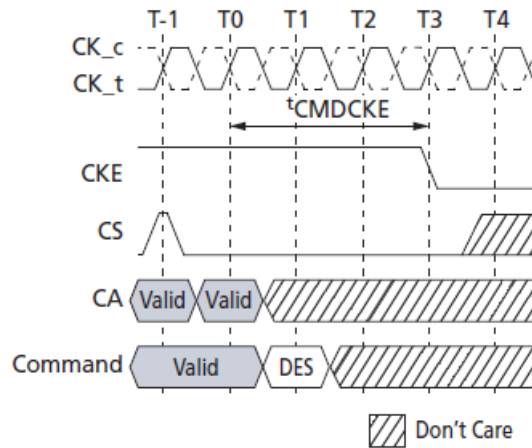 T-1 T0 T1 T2 T3 T4
CK_c
CK_t
tCMDCKE
CKE
CS
CA Valid Valid
Command Valid DES
Don't Care